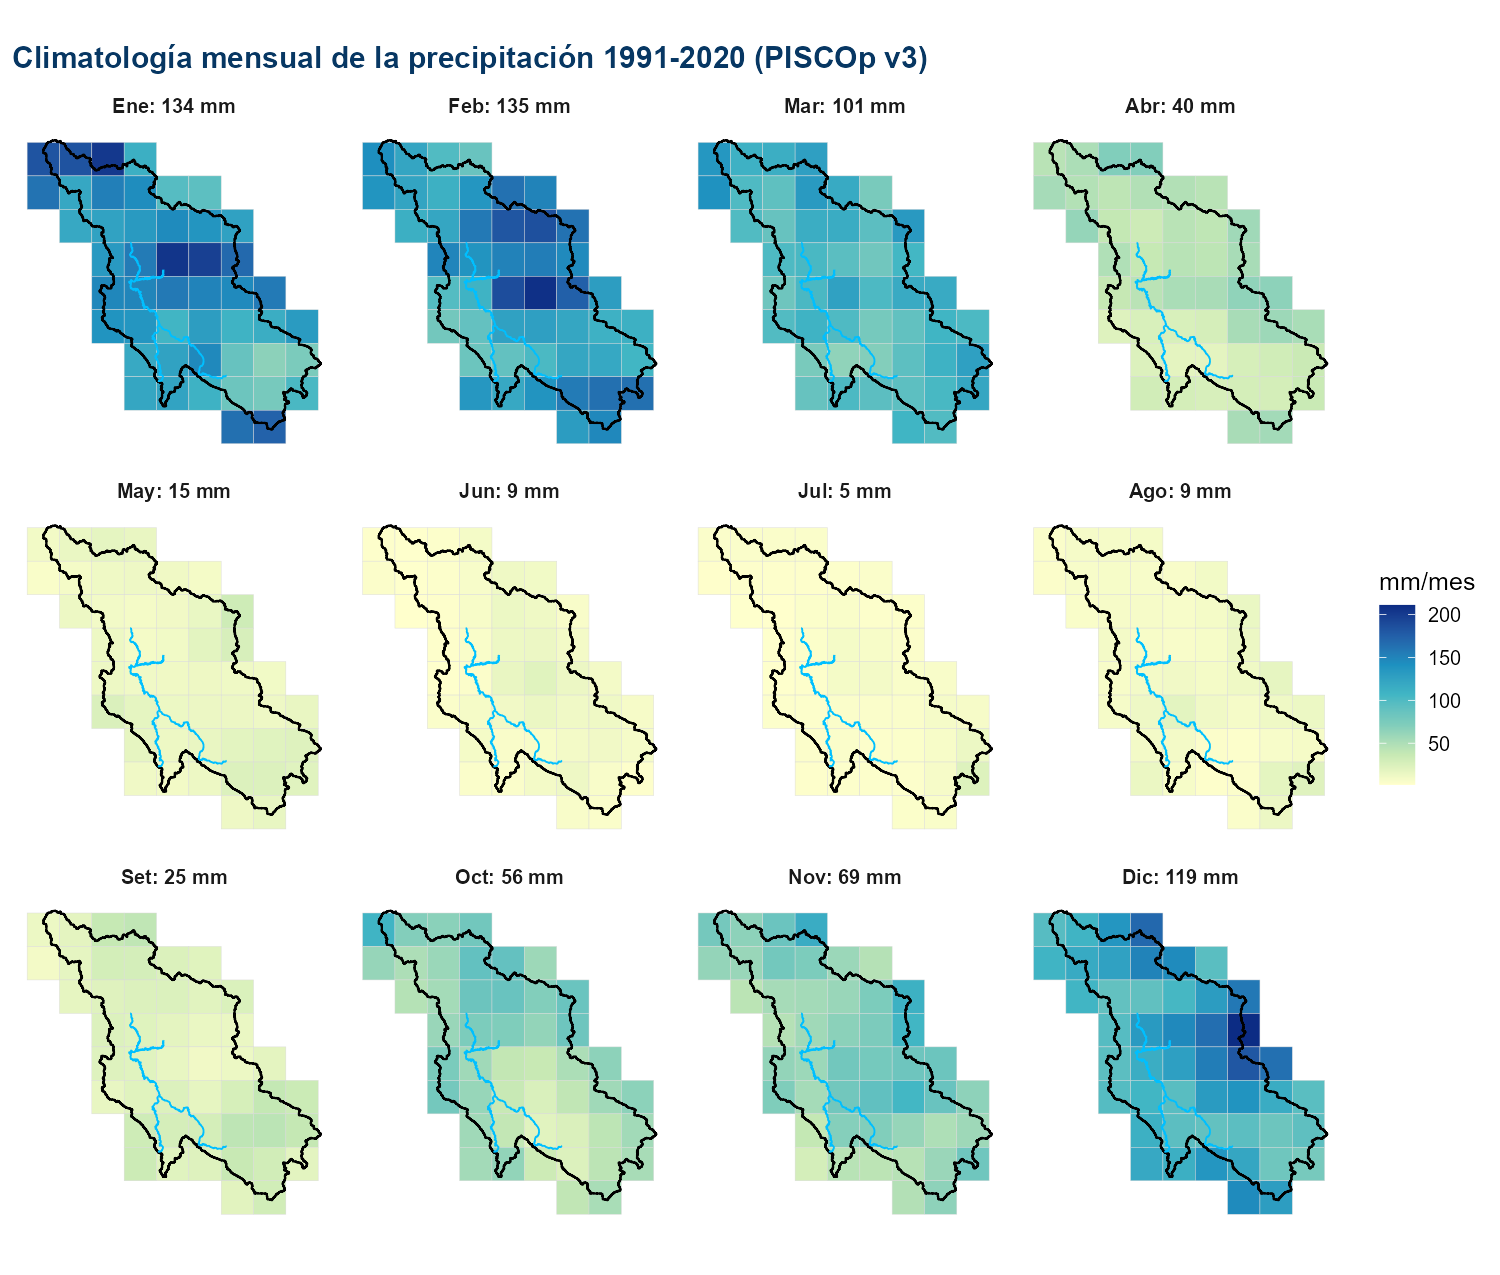 Climatología mensual de la precipitación 1991-2020 (PISCOp v3)
Ene: 134 mm
Feb: 135 mm
Mar: 101 mm
Abr: 40 mm
May: 15 mm
Jun: 9 mm
Jul: 5 mm
Ago: 9 mm
mm/mes
200
150
100
50
Set: 25 mm
Oct: 56 mm
Nov: 69 mm
Dic: 119 mm